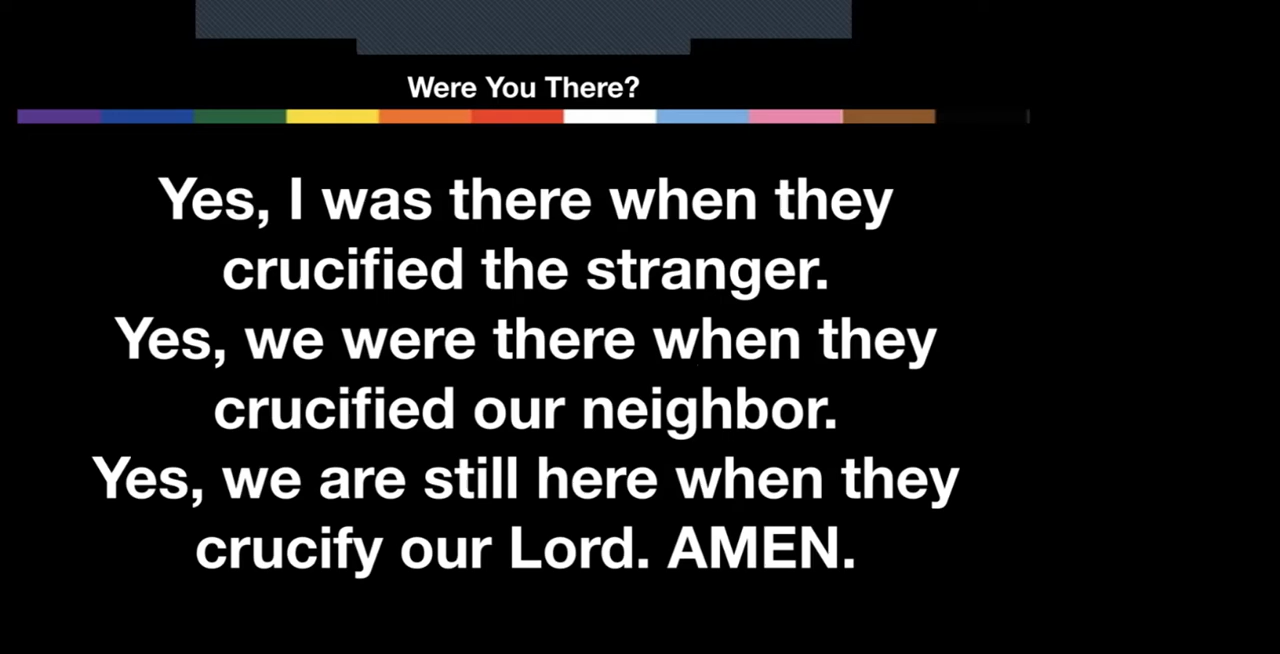 Were You There?
Yes, I was there when they
crucified the stranger.
Yes, we were there when they
crucified our neighbor.
Yes, we are still here when they
crucify our Lord. AMEN.